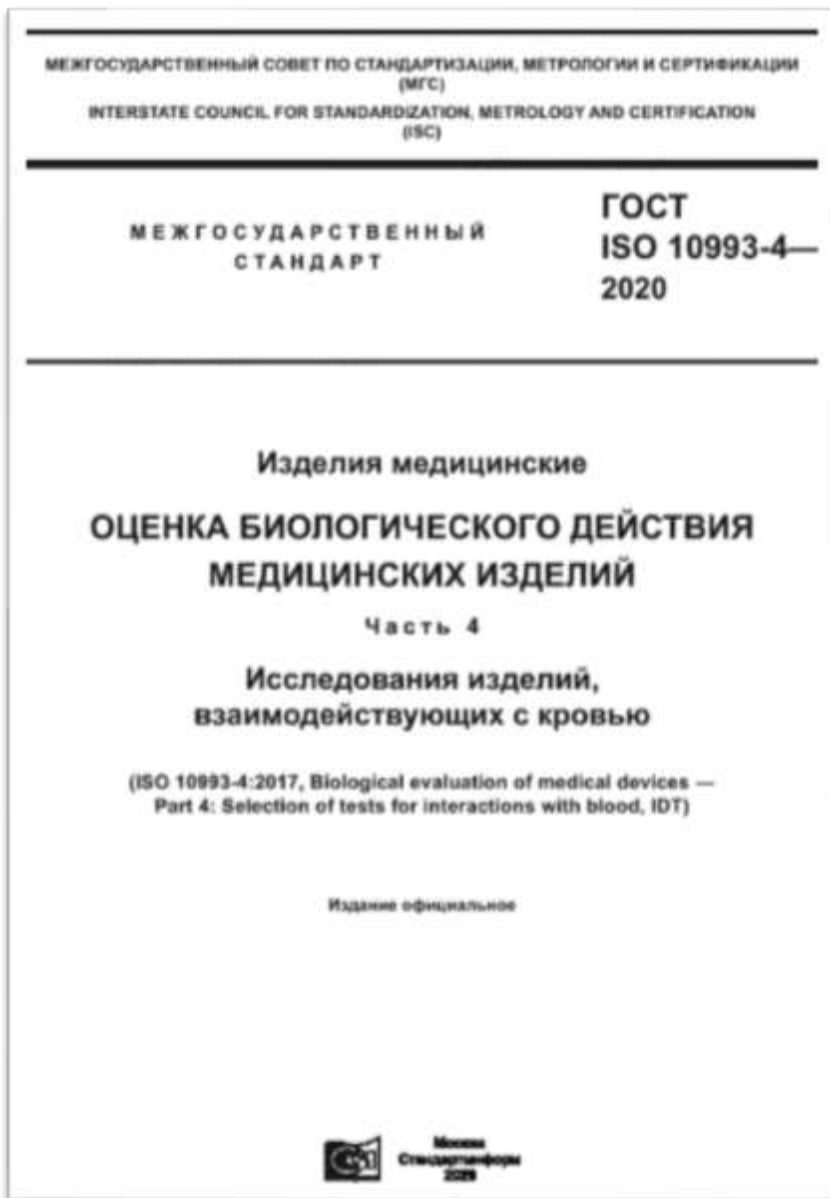 МЕЖГОСУДАРСТВЕННЫЙ СОВЕТ ПО СТАНДАРТИЗАЦИИ, МЕТРОЛОГИИ И СЕРТИФИКАЦИИ
(МГС)
INTERSTATE COUNCIL FOR STANDARDIZATION, METROLOGY AND CERTIFICATION
(ISC)
МЕЖГОСУДАРСТВЕННЫЙ
СТАНДАРТ
ГОСТ
ISO 10993-4—
2020
Изделия медицинские
ОЦЕНКА БИОЛОГИЧЕСКОГО ДЕЙСТВИЯ
МЕДИЦИНСКИХ ИЗДЕЛИЙ
Часть 4
Исследования изделий,
взаимодействующих с кровью
(ISO 10993-4:2017, Biological evaluation of medical devices —
Part 4: Selection of tests for interactions with blood, IDT)
Издание официальное
Москва
Стандартинформ